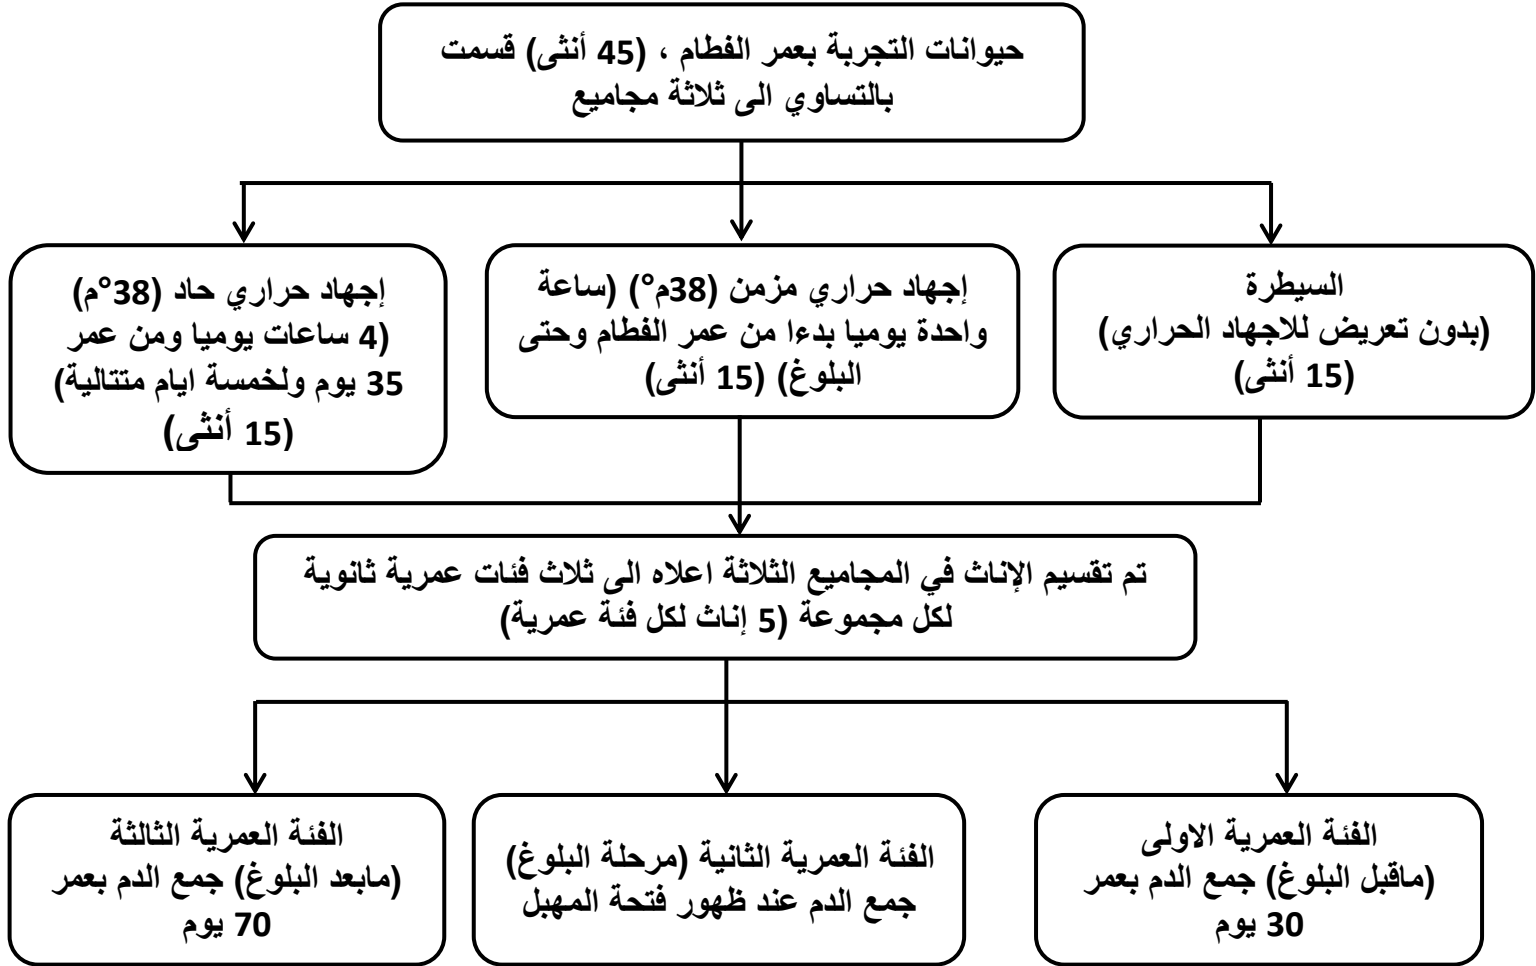 حيوانات التجربة بعمر الفطام ، (45 أنثى) قسمت
بالتساوي الى ثلاثة مجاميع
السيطرة
(بدون تعريض للاجهاد الحراري)
(15 أنثى)
إجهاد حراري مزمن (38م°) (ساعة
واحدة يوميا بدءا من عمر الفطام وحتى
البلوغ) (15 أنثى)
إجهاد حراري حاد (38°م)
(4 ساعات يوميا ومن عمر
35 يوم ولخمسة ايام متتالية)
(15 أنثى)
تم تقسيم الإناث في المجاميع الثلاثة اعلاه الى ثلاث فئات عمرية ثانوية
لكل مجموعة (5 إناث لكل فئة عمرية)
الفئة العمرية الاولى
(ماقبل البلوغ) جمع الدم بعمر
30 يوم
الفئة العمرية الثانية (مرحلة البلوغ)
جمع الدم عند ظهور فتحة المهبل
الفئة العمرية الثالثة
(مابعد البلوغ) جمع الدم بعمر
70 يوم